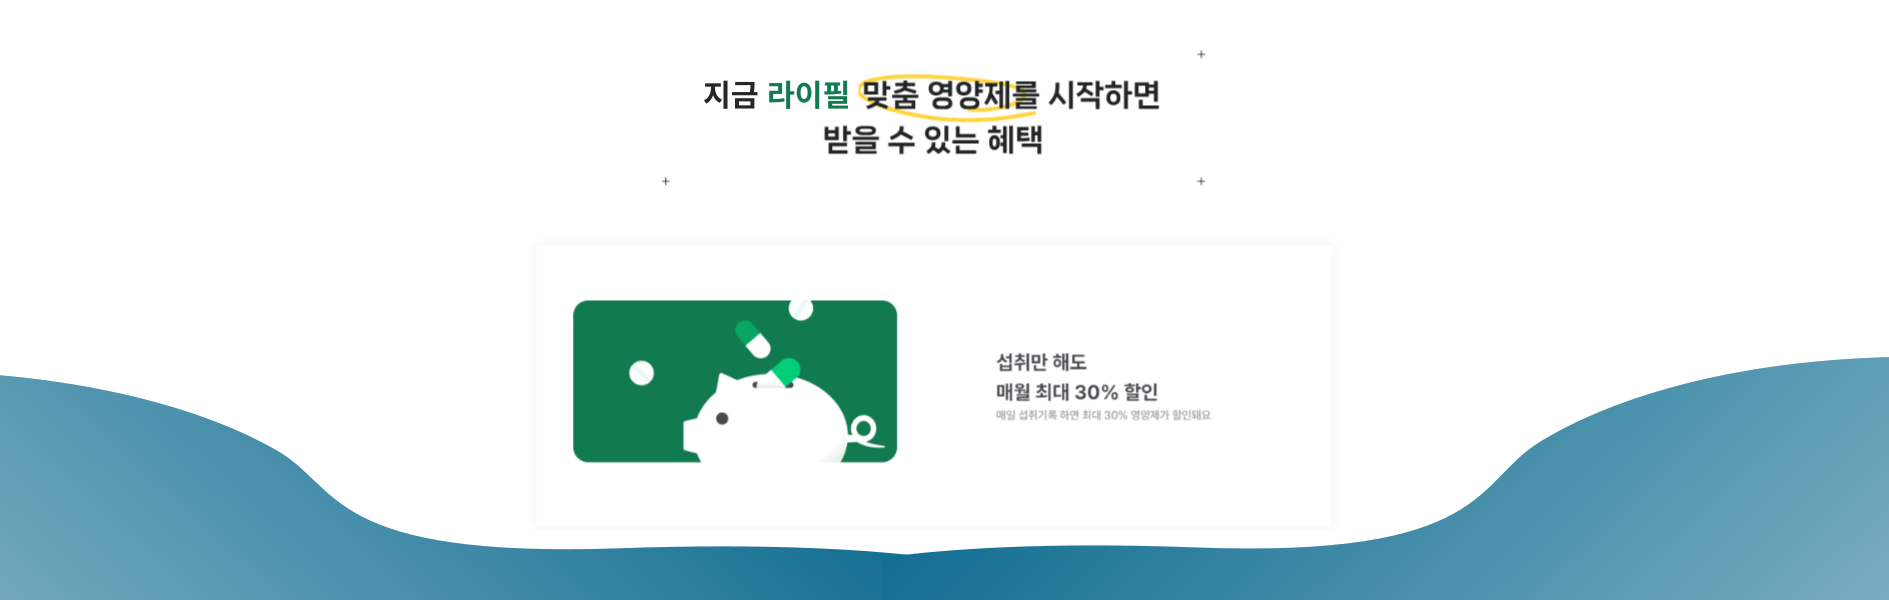 지금 라이필 맞춤 영양제를 시작하면
받을 수 있는 혜택
섭취만 해도
매월 최대 30% 할인
매일 섭취기록 하면 최대 30% 영양제가 할인돼요